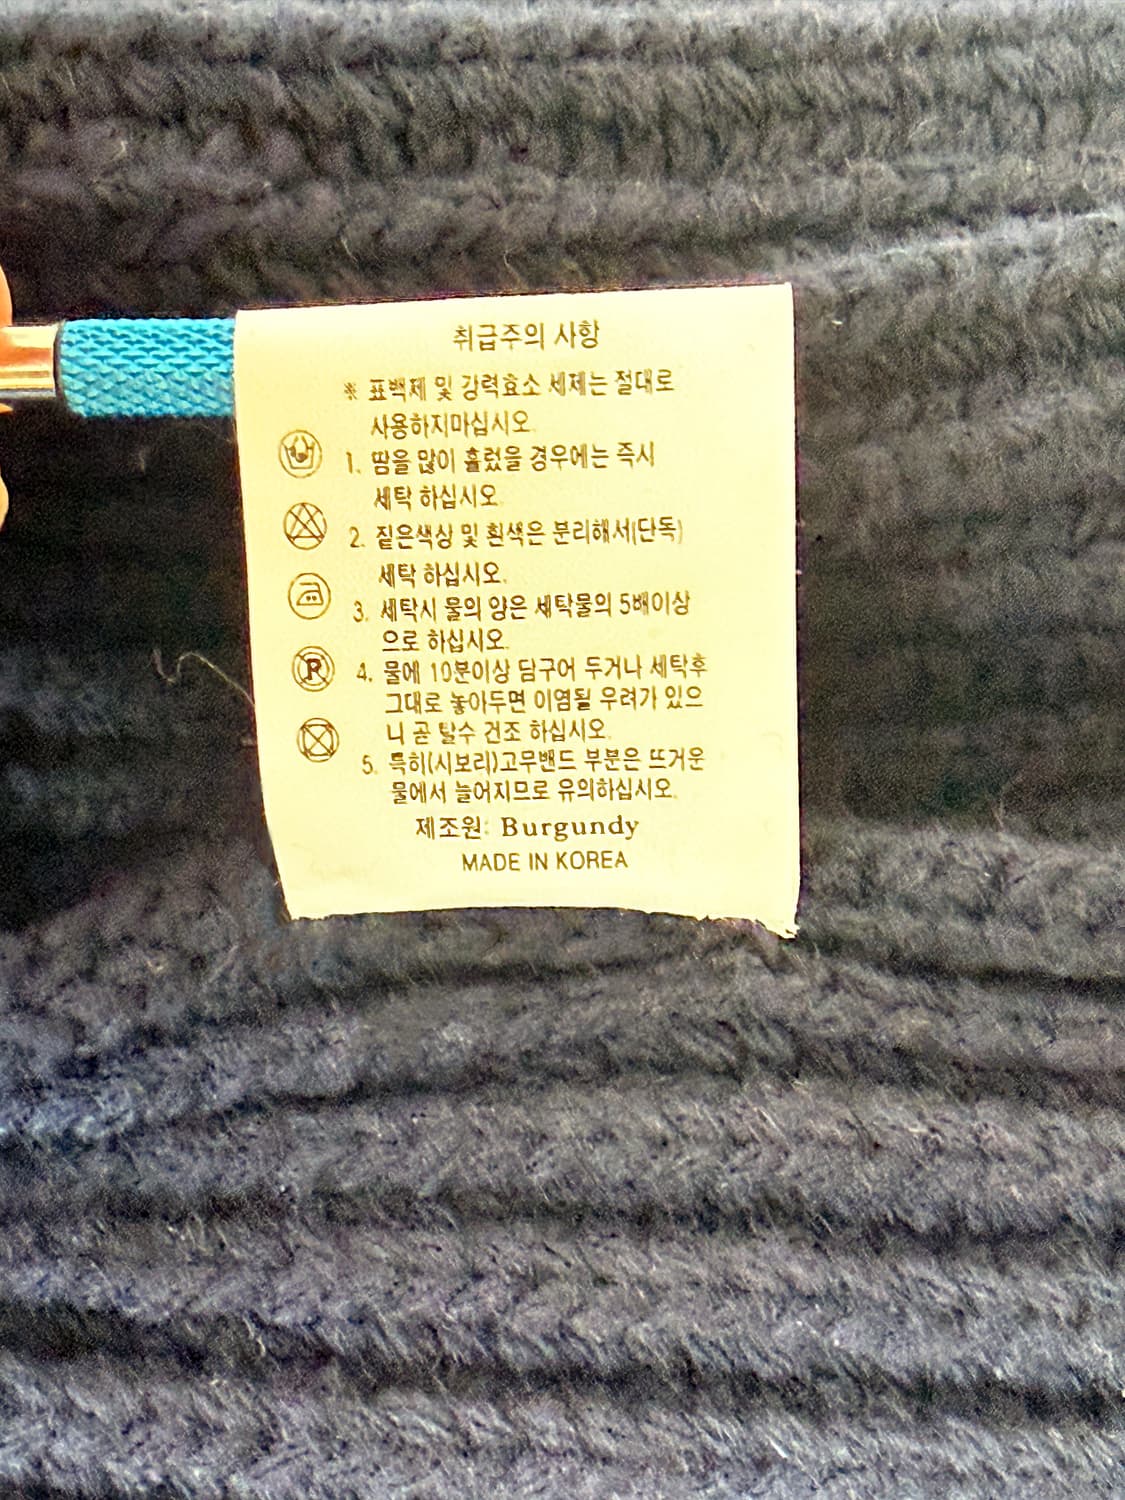 취급주의 사항
※ 표백제 및 강력효소 세제는 절대로
사용하지마십시오.
1. 땀을 많이 흘렸을 경우에는 즉시
세탁 하십시오.
2. 짙은색상 및 흰색은 분리해서(단독)
세탁 하십시오.
3. 세탁시 물의 양은 세탁물의 5배이상
으로 하십시오.
4. 물에 10분이상 담구어 두거나 세탁후
그대로 놓아두면 이염될 우려가 있으
니 곧 탈수 건조 하십시오.
5. 특히(시보리)고무밴드 부분은 뜨거운
물에서 늘어지므로 유의하십시오.
P
제조원: Burgundy
MADE IN KOREA